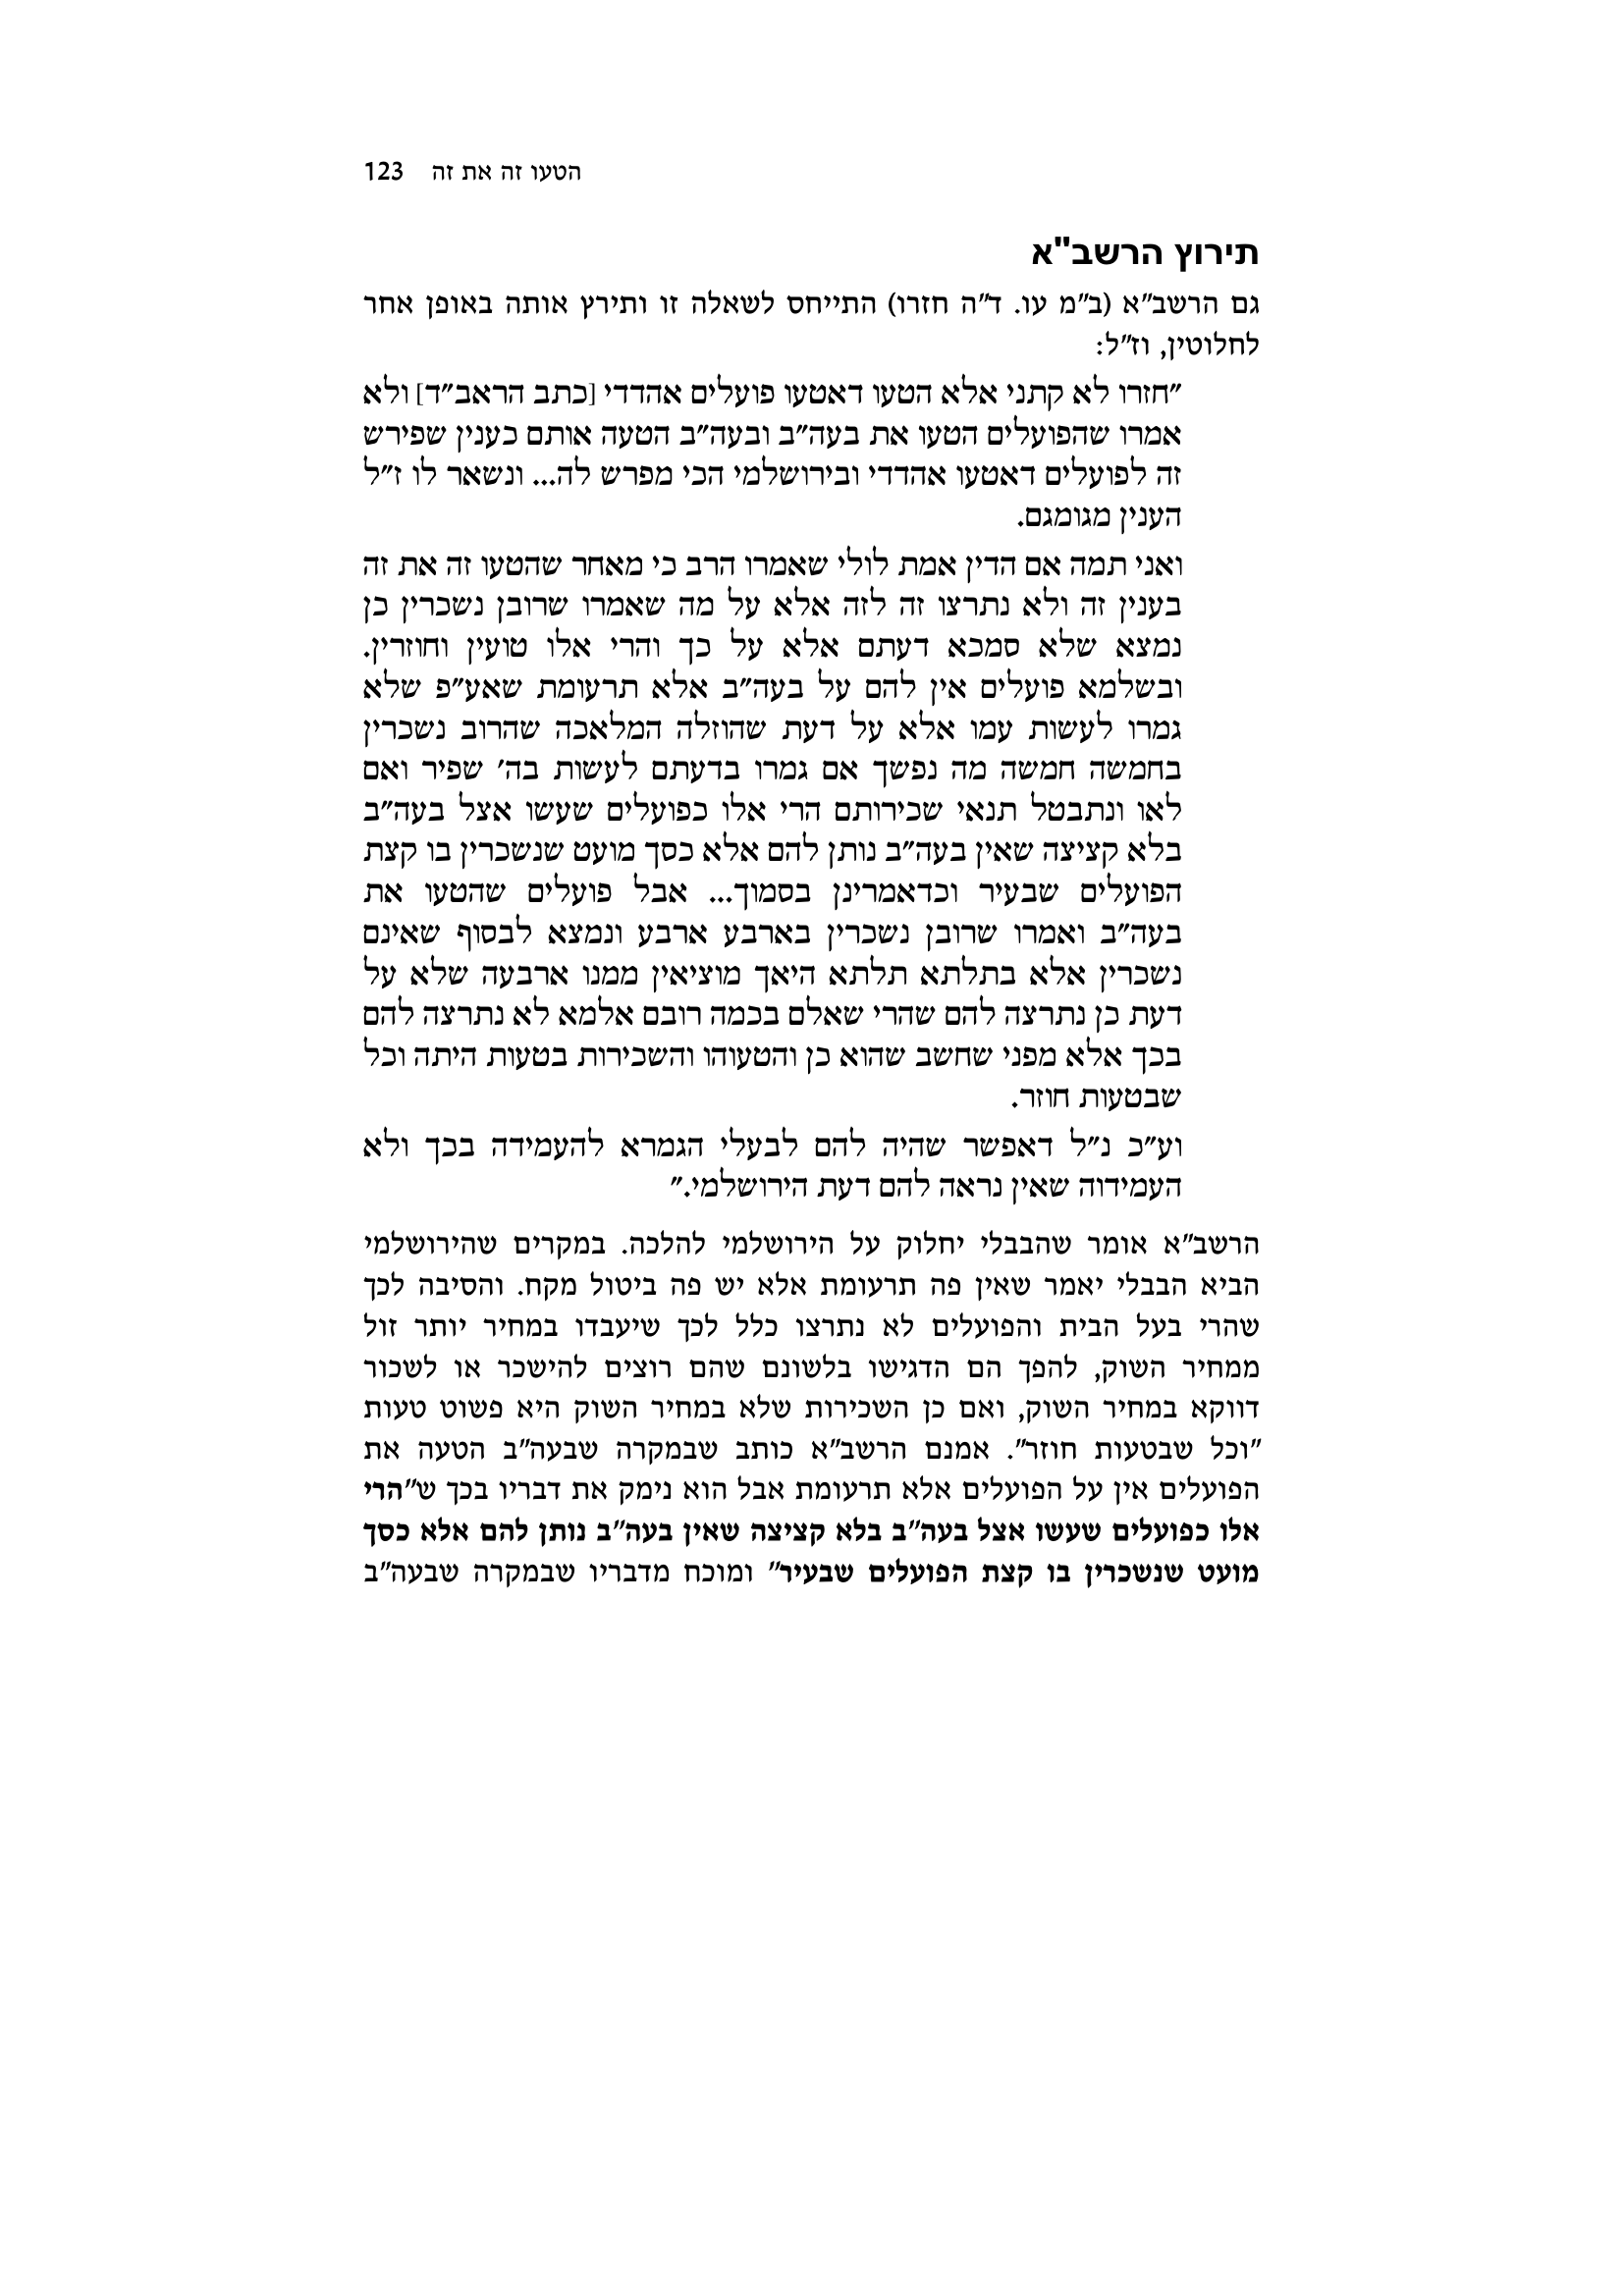 הטעו זה את זה 123
תירוץ הרשב"א
גם הרשב"א (ב"מ עו. ד"ה חזרו) התייחס לשאלה זו ותירץ אותה באופן אחר
לחלוטין, וז"ל:
"חזרו לא קתני אלא הטעו דאטעו פועלים אהדדי [כתב הראב"ד] ולא
אמרו שהפועלים הטעו את בעה"ב ובעה"ב הטעה אותם כענין שפירש
זה לפועלים דאטעו אהדדי ובירושלמי הכי מפרש לה... ונשאר לו ז"ל
הענין מגומגם.
ואני תמה אם הדין אמת לולי שאמרו הרב כי מאחר שהטעו זה את זה
בענין זה ולא נתרצו זה לזה אלא על מה שאמרו שרובן נשכרין כן
נמצא שלא סמכא דעתם אלא על כך והרי אלו טועין וחוזרין.
ובשלמא פועלים אין להם על בעה"ב אלא תרעומת שאע"פ שלא
גמרו לעשות עמו אלא על דעת שהוזלה המלאכה שהרוב נשכרין
בחמשה חמשה מה נפשך אם גמרו בדעתם לעשות בה' שפיר ואם
לאו ונתבטל תנאי שכירותם הרי אלו כפועלים שעשו אצל בעה"ב
בלא קציצה שאין בעה"ב נותן להם אלא כסך מועט שנשכרין בו קצת
הפועלים שבעיר וכדאמרינן בסמוך... אבל פועלים שהטעו את
בעה"ב ואמרו שרובן נשכרין בארבע ארבע ונמצא לבסוף שאינם
נשכרין אלא בתלתא תלתא היאך מוציאין ממנו ארבעה שלא על
דעת כן נתרצה להם שהרי שאלם בכמה רובם אלמא לא נתרצה להם
בכך אלא מפני שחשב שהוא כן והטעוהו והשכירות בטעות היתה וכל
שבטעות חוזר.
וע"כ נ"ל דאפשר שהיה להם לבעלי הגמרא להעמידה בכך ולא
העמידוה שאין נראה להם דעת הירושלמי."
הרשב"א אומר שהבבלי יחלוק על הירושלמי להלכה. במקרים שהירושלמי
הביא הבבלי יאמר שאין פה תרעומת אלא יש פה ביטול מקח. והסיבה לכך
שהרי בעל הבית והפועלים לא נתרצו כלל לכך שיעבדו במחיר יותר זול
ממחיר השוק, להפך הם הדגישו בלשונם שהם רוצים להישכר או לשכור
דווקא במחיר השוק, ואם כן השכירות שלא במחיר השוק היא פשוט טעות
"וכל שבטעות חוזר". אמנם הרשב"א כותב שבמקרה שבעה"ב הטעה את
הפועלים אין על הפועלים אלא תרעומת אבל הוא נימק את דבריו בכך ש"הרי
אלו כפועלים שעשו אצל בעה"ב בלא קציצה שאין בעה"ב נותן להם אלא כסך
מועט שנשכרין בו קצת הפועלים שבעיר" ומוכח מדבריו שבמקרה שבעה"ב